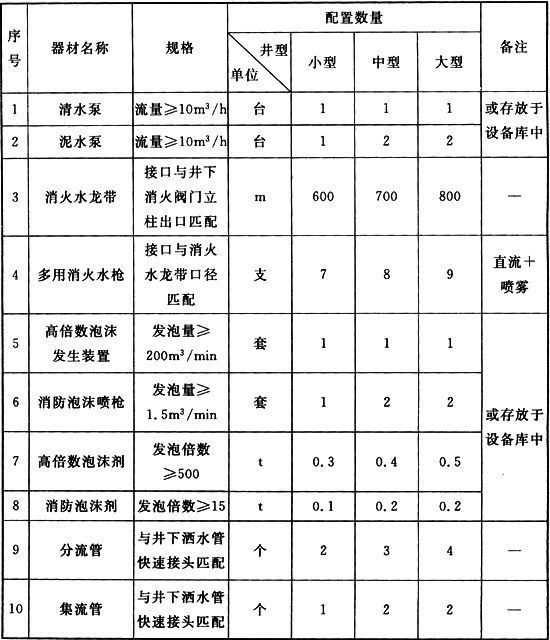 序号 器材名称 规格 配置数量 备注
单位 井型 小型 中型 大型
1 清水泵 流量≥10m³/h 台 1 1 1 或存放于
设备库中
2 泥水泵 流量≥10m³/h 台 1 2 2
3 消火水龙带 接口与井下
消火阀门立
柱出口匹配 m 600 700 800 —
4 多用消火水枪 接口与消火
水龙带口径
匹配 支 7 8 9 直流+
喷雾
5 高倍数泡沫
发生装置 发泡量≥
200m³/min 套 1 1 1 或存放于
设备库中
6 消防泡沫喷枪 发泡量≥
1.5m³/min 套 1 2 2
7 高倍数泡沫剂 发泡倍数
≥500 t 0.3 0.4 0.5
8 消防泡沫剂 发泡倍数≥15 t 0.1 0.2 0.2
9 分流管 与井下洒水管
快速接头匹配 个 2 3 4 —
10 集流管 与井下洒水管
快速接头匹配 个 1 2 2 —